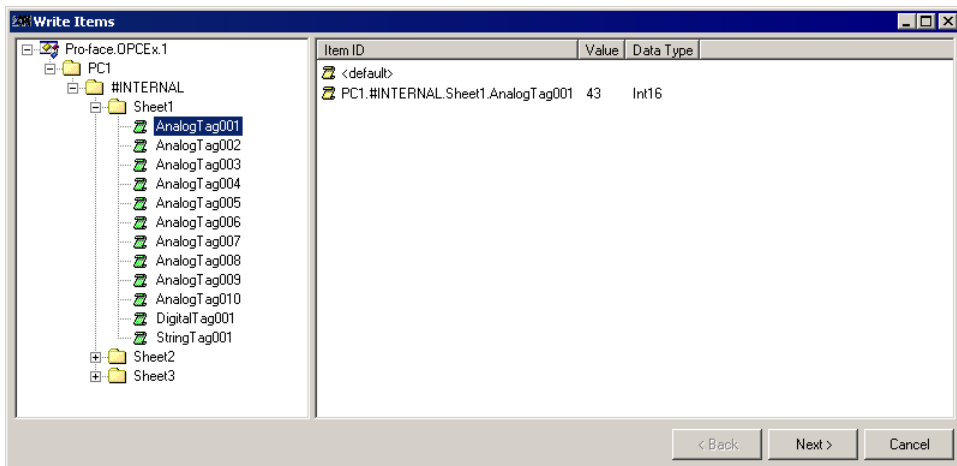 Write Items
Pro-face.OPCEx.1
PC1
#INTERNAL
Sheet1
AnalogTag001
AnalogTag002
AnalogTag003
AnalogTag004
AnalogTag005
AnalogTag006
AnalogTag007
AnalogTag008
AnalogTag009
AnalogTag010
DigitalTag001
StringTag001
Sheet2
Sheet3
Item ID Value Data Type
<default>
PC1.#INTERNAL.Sheet1.AnalogTag001 43 Int16
< Back Next > Cancel